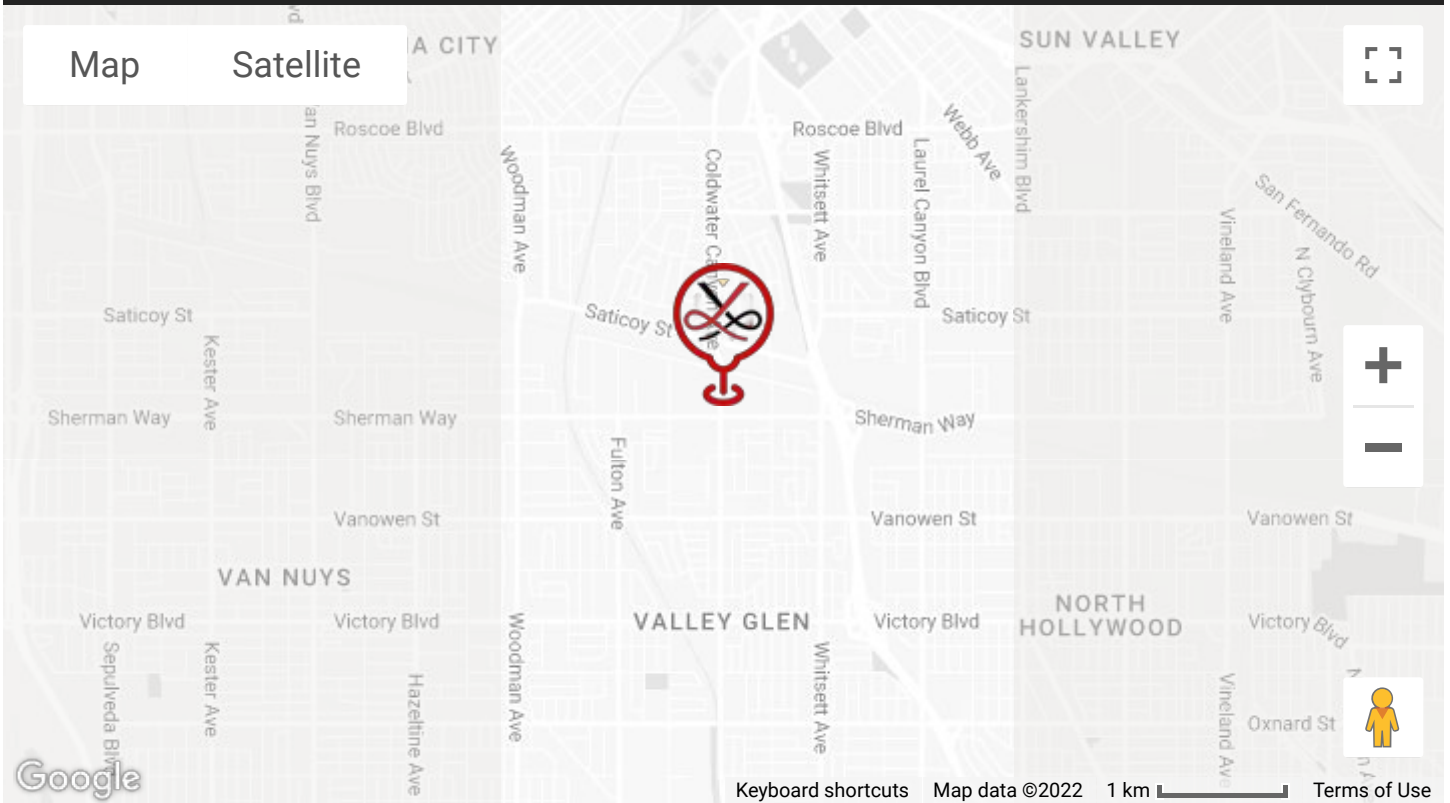 Map
Satellite
A CITY
SUN VALLEY
an Nuys Blvd
Roscoe Blvd
Roscoe Blvd
Webb Ave
Lankershim Blvd
Woodman Ave
Coldwater
Whitsett Ave
Laurel Canyon Blvd
San Fernando Rd
Vineland Ave
N Clybourn Ave
Saticoy St
Saticoy St
Saticoy St
Kester Ave
Sherman Way
Sherman Way
Sherman Way
Fulton Ave
Vanowen St
Vanowen St
Vanowen St
VAN NUYS
NORTH
HOLLYWOOD
Victory Blvd
Victory Blvd
VALLEY GLEN
Victory Blvd
Victory Blvd
Sepulveda Blvd
Kester Ave
Hazeltine Ave
Woodman Ave
Whitsett Ave
Vineland Ave
Oxnard St
Google
Keyboard shortcuts
Map data ©2022
1 km
Terms of Use